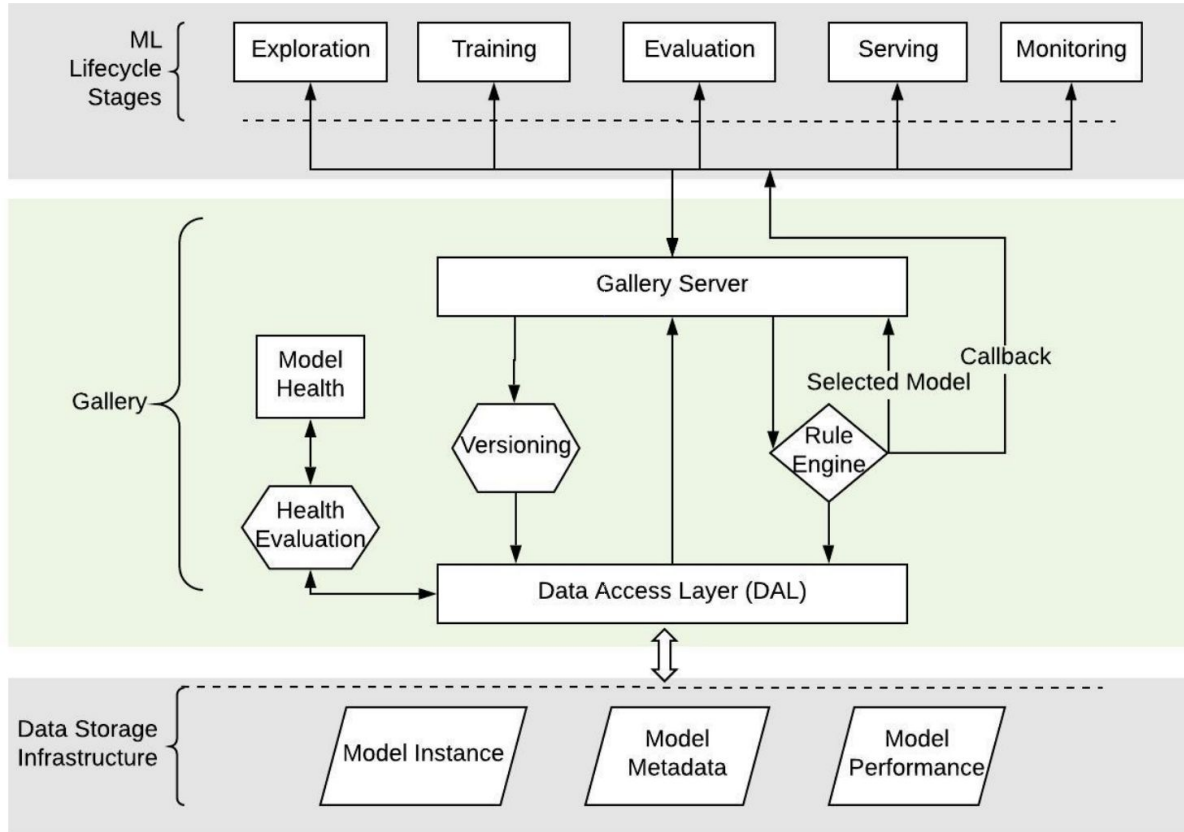 ML
Lifecycle
Stages
Exploration
Training
Evaluation
Serving
Monitoring
Gallery Server
Model
Health
Callback
Selected Model
Gallery
Versioning
Rule
Engine
Health
Evaluation
Data Access Layer (DAL)
Data Storage
Infrastructure
Model Instance
Model
Metadata
Model
Performance